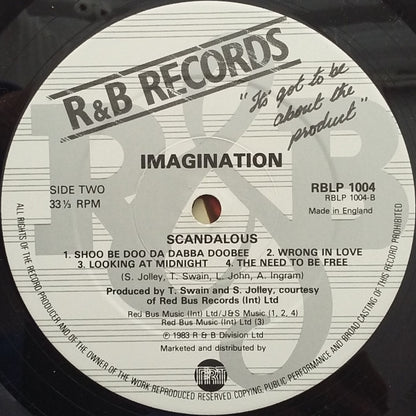 R&B RECORDS
"It's got to be
about the
product"
R&B
IMAGINATION
SIDE TWO
33⅓ RPM
RBLP 1004
RBLP 1004-B
Made in England
SCANDALOUS
1. SHOO BE DOO DA DABBA DOOBEE 2. WRONG IN LOVE
3. LOOKING AT MIDNIGHT 4. THE NEED TO BE FREE
(S. Jolley, T. Swain, L. John, A. Ingram)
Produced by T. Swain and S. Jolley, courtesy
of Red Bus Records (Int) Ltd
Red Bus Music (Int) Ltd/J&S Music (1, 2, 4)
Red Bus Music (Int) Ltd (3)
℗ 1983 R & B Division Ltd
Marketed and distributed by
PRT
ALL RIGHTS OF THE RECORD PRODUCER AND OF THE OWNER OF THE WORK REPRODUCED RESERVED COPYING, PUBLIC PERFORMANCE AND BROAD CASTING OF THIS RECORD PROHIBITED